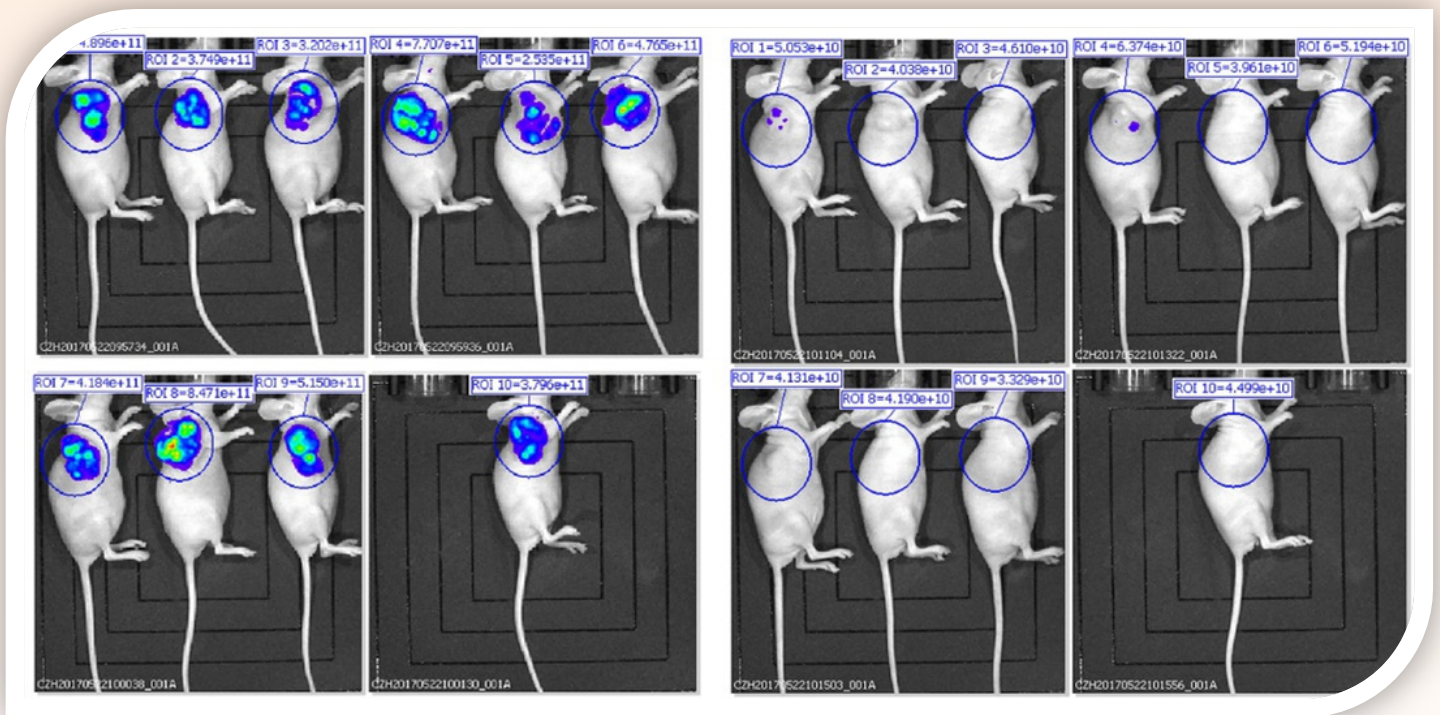 4.896e+11
ROI 2=3.749e+11
ROI 3=3.202e+11
ROI 4=7.707e+11
ROI 5=2.535e+11
ROI 6=4.765e+11
ROI 1=5.053e+10
ROI 2=4.038e+10
ROI 3=4.610e+10
ROI 4=6.374e+10
ROI 5=3.961e+10
ROI 6=5.194e+10
CZH20170522095734_001A
CZH20170522095936_001A
CZH20170522101104_001A
CZH20170522101322_001A
ROI 7=4.184e+11
ROI 8=8.471e+11
ROI 9=5.150e+11
ROI 10=3.796e+11
ROI 7=4.131e+10
ROI 8=4.190e+10
ROI 9=3.329e+10
ROI 10=4.499e+10
CZH20170522100038_001A
CZH20170522100130_001A
CZH20170522101503_001A
CZH20170522101556_001A